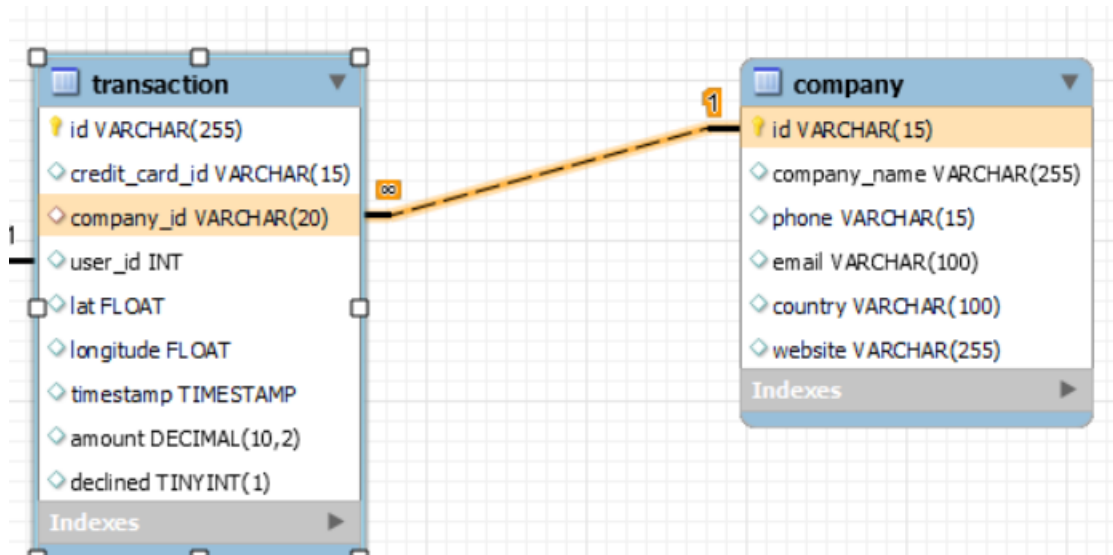 transaction
id VARCHAR(255)
credit_card_id VARCHAR(15)
company_id VARCHAR(20)
user_id INT
lat FLOAT
longitude FLOAT
timestamp TIMESTAMP
amount DECIMAL(10,2)
declined TINYINT(1)
Indexes
1
∞
1
company
id VARCHAR(15)
company_name VARCHAR(255)
phone VARCHAR(15)
email VARCHAR(100)
country VARCHAR(100)
website VARCHAR(255)
Indexes